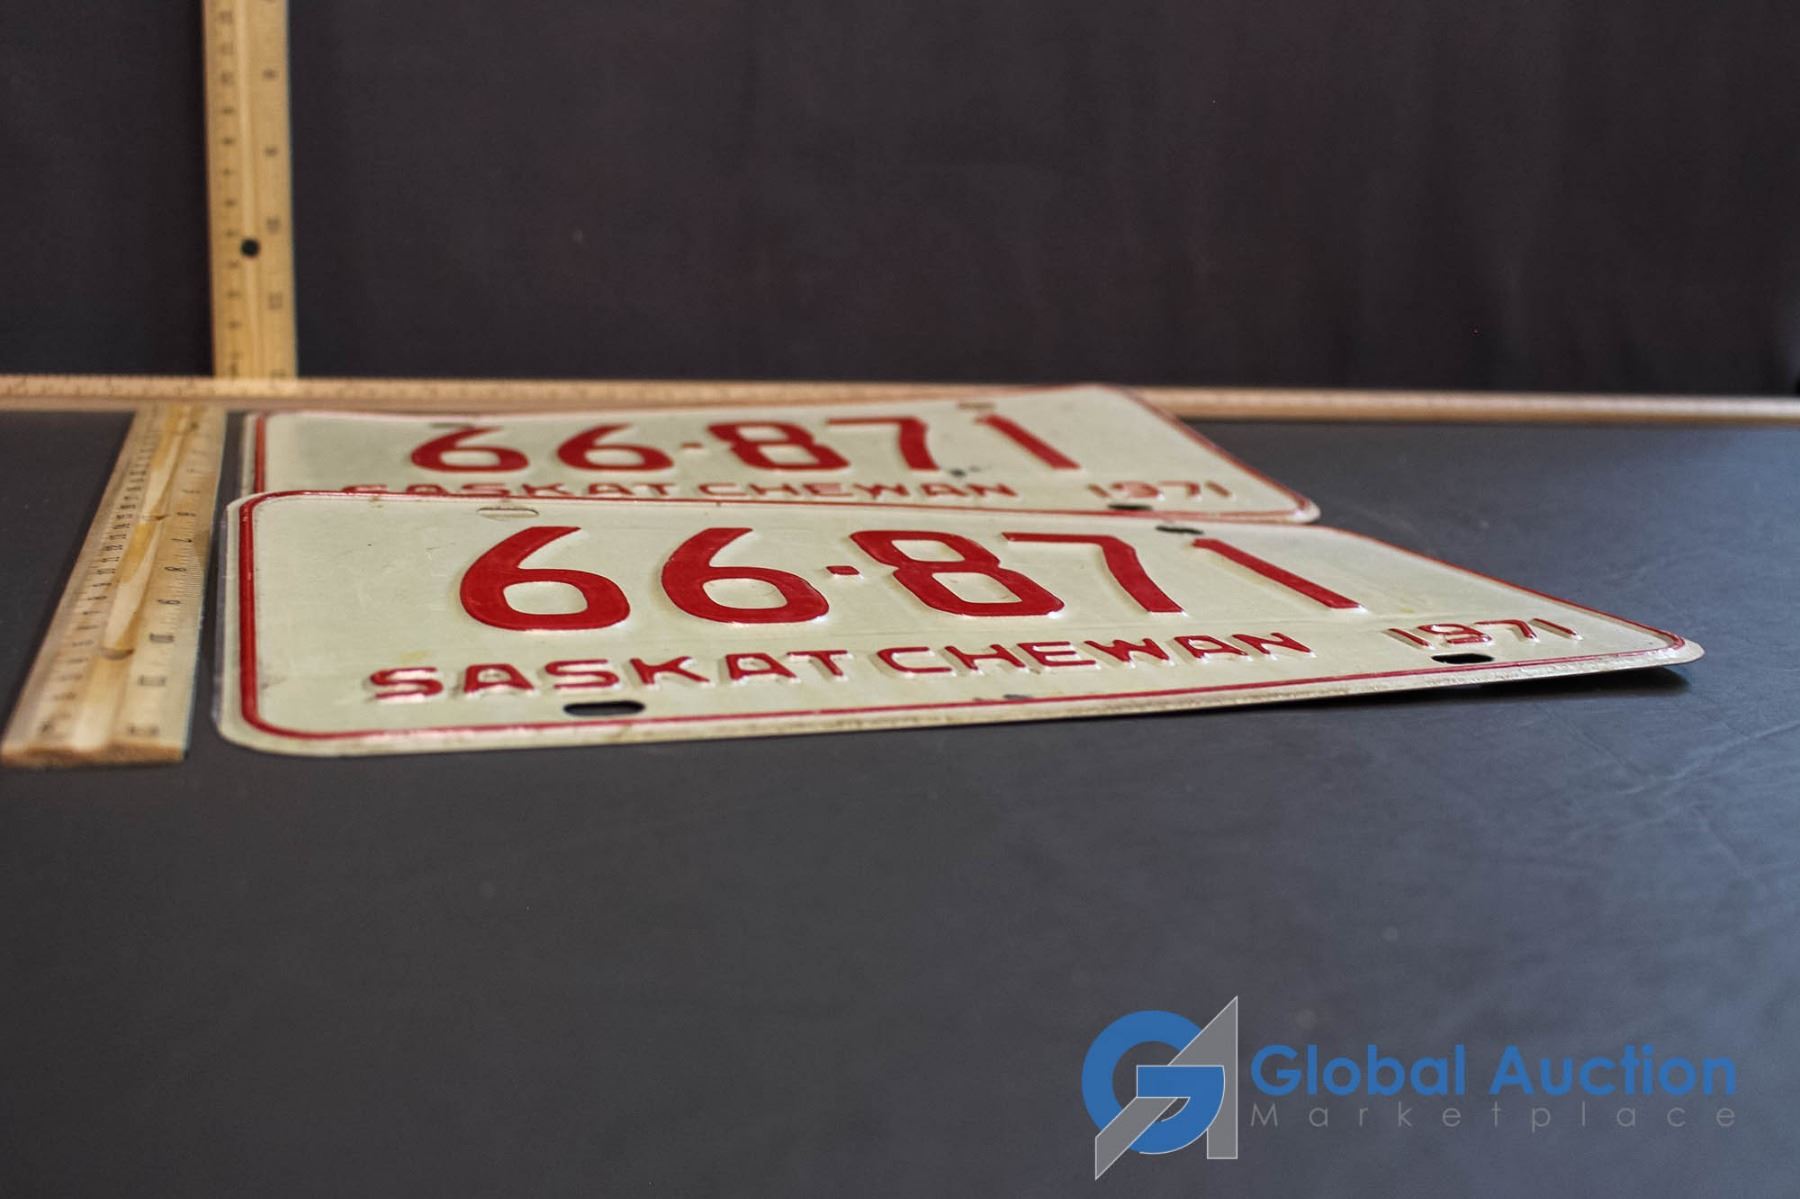 66-871
SASKATCHEWAN 1971
66-871
SASKATCHEWAN 1971
Global Auction
Marketplace